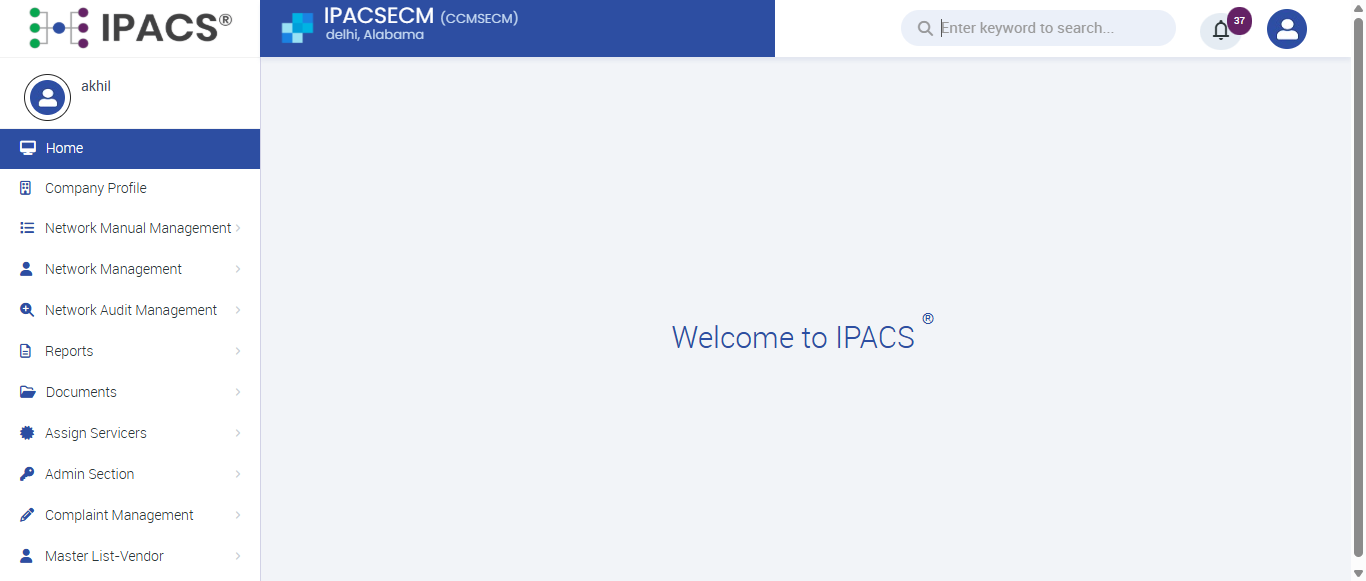 IPACS®
IPACSECM (CCMSECM)
delhi, Alabama
Enter keyword to search...
37
akhil
Home
Company Profile
Network Manual Management
Network Management
Network Audit Management
Reports
Documents
Assign Servicers
Admin Section
Complaint Management
Master List-Vendor
Welcome to IPACS ®